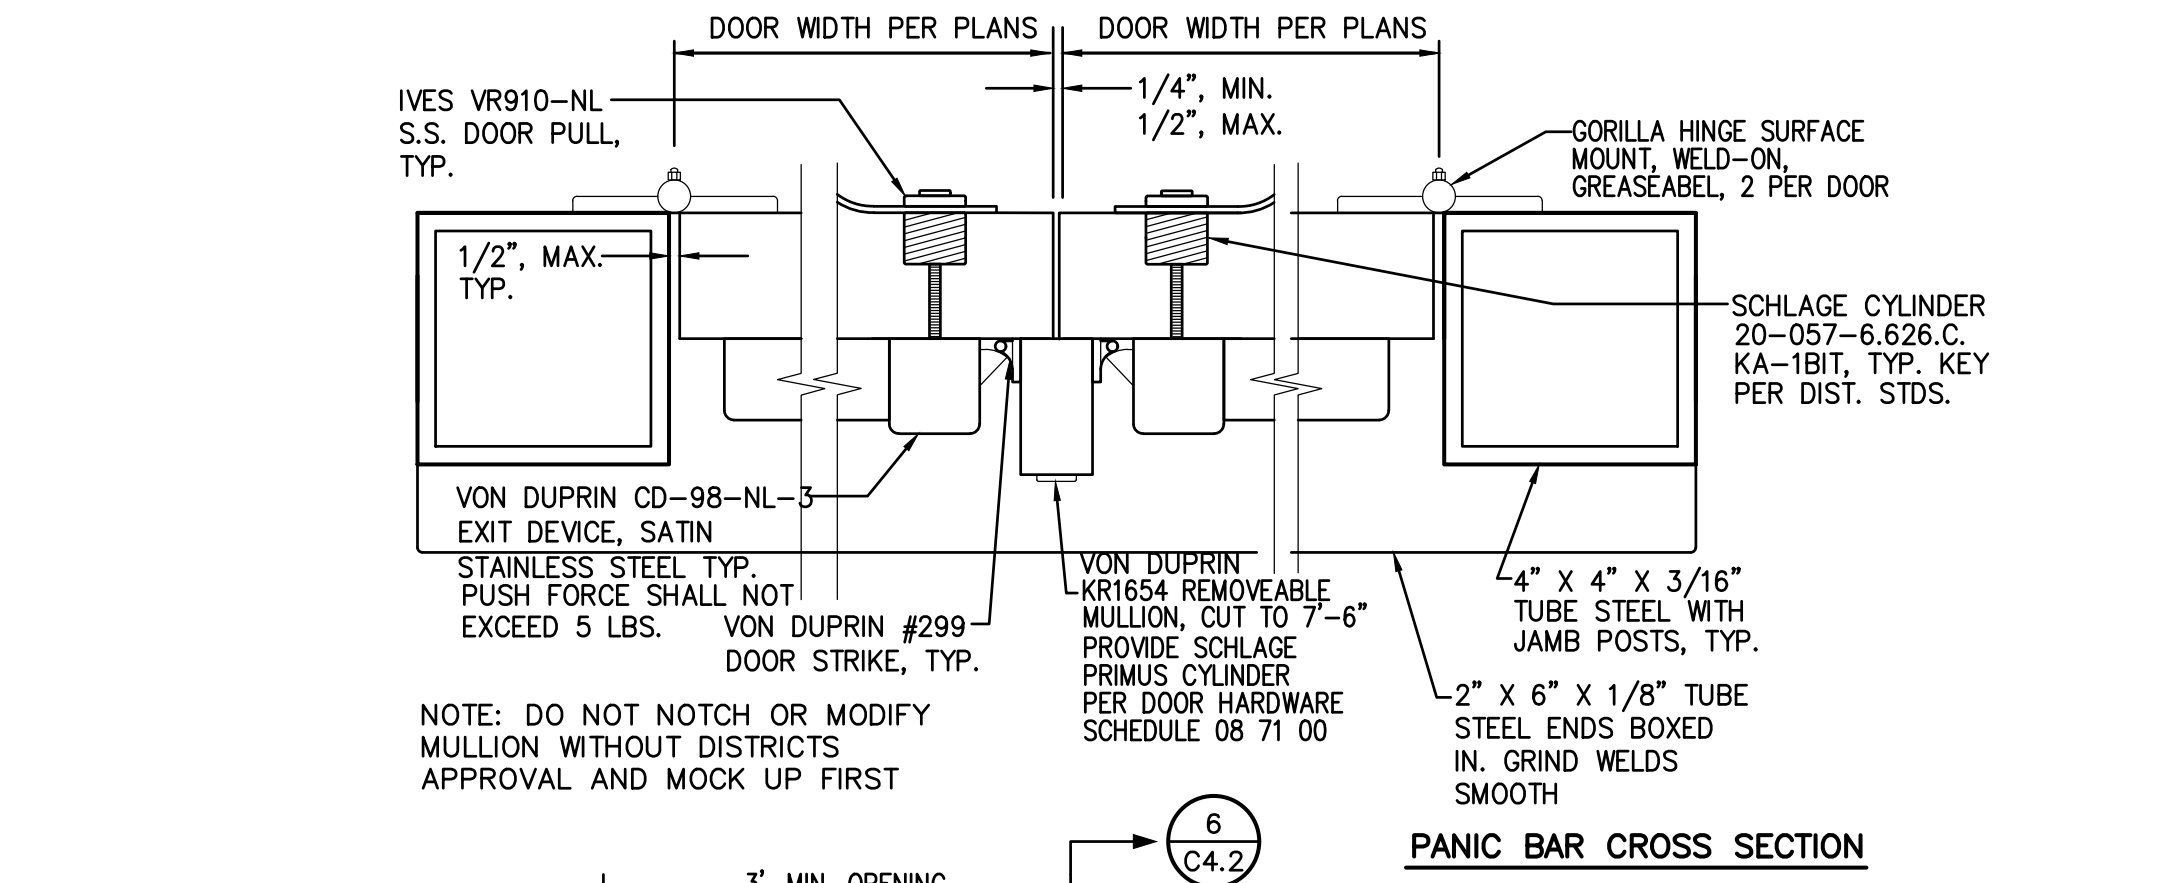 DOOR WIDTH PER PLANS
DOOR WIDTH PER PLANS
1/4", MIN.
1/2", MAX.
IVES VR910-NL
S.S. DOOR PULL,
TYP.
GORILLA HINGE SURFACE
MOUNT, WELD-ON,
GREASEABEL, 2 PER DOOR
1/2", MAX.
TYP.
SCHLAGE CYLINDER
20-057-6.626.C.
KA-1BIT, TYP. KEY
PER DIST. STDS.
VON DUPRIN CD-98-NL-3
EXIT DEVICE, SATIN
STAINLESS STEEL TYP.
PUSH FORCE SHALL NOT
EXCEED 5 LBS.
VON DUPRIN #299
DOOR STRIKE, TYP.
VON DUPRIN
KR1654 REMOVEABLE
MULLION, CUT TO 7'-6"
PROVIDE SCHLAGE
PRIMUS CYLINDER
PER DOOR HARDWARE
SCHEDULE 08 71 00
4" X 4" X 3/16"
TUBE STEEL WITH
JAMB POSTS, TYP.
2" X 6" X 1/8" TUBE
STEEL ENDS BOXED
IN. GRIND WELDS
SMOOTH
NOTE: DO NOT NOTCH OR MODIFY
MULLION WITHOUT DISTRICTS
APPROVAL AND MOCK UP FIRST
6
C4.2
PANIC BAR CROSS SECTION
3' MIN. OPENING